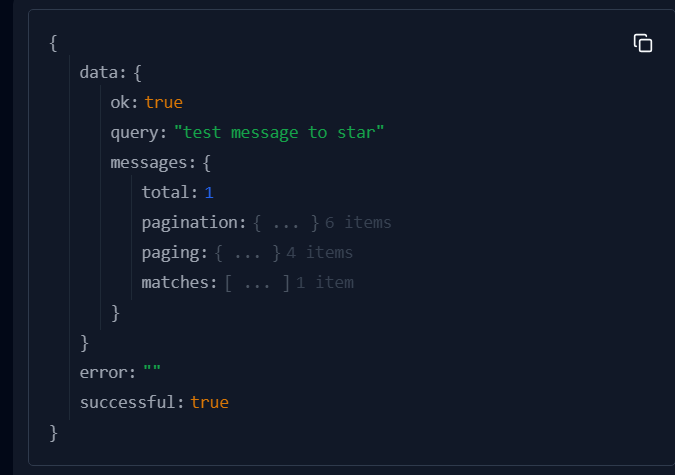 {
data: {
ok: true
query: "test message to star"
messages: {
total: 1
pagination: { ... } 6 items
paging: { ... } 4 items
matches: [ ... ] 1 item
}
}
error: ""
successful: true
}